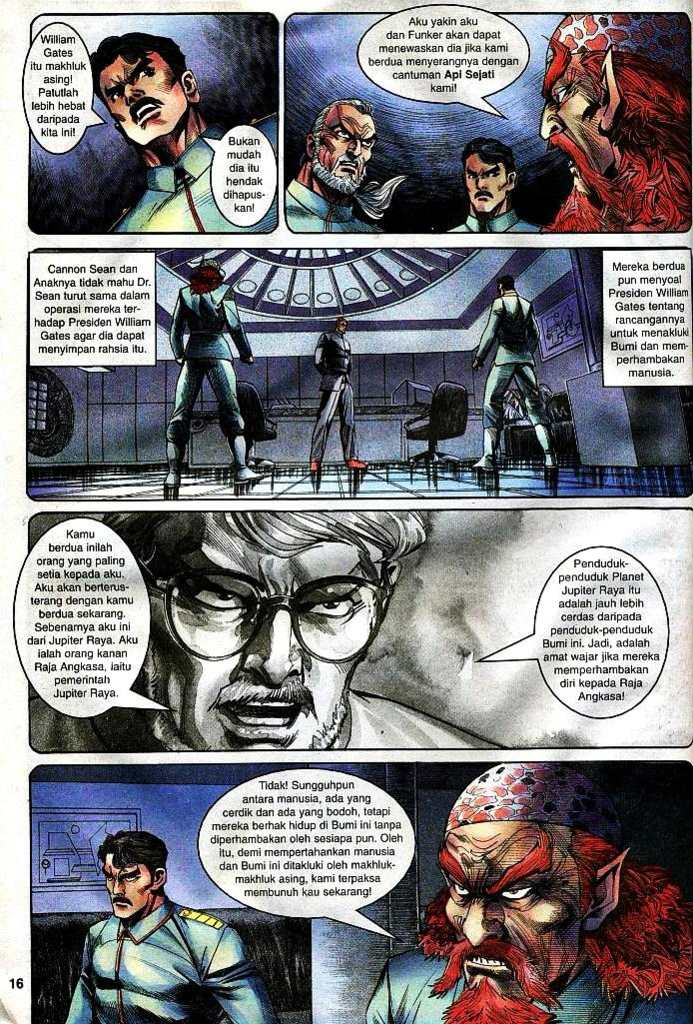 William
Gates
itu makhluk
asing!
Patutlah
lebih hebat
daripada
kita ini!
Bukan
mudah
dia itu
hendak
dihapus-
kan!
Aku yakin aku
dan Funker akan dapat
menewaskan dia jika kami
berdua menyerangnya dengan
cantuman Api Sejati
kami!
Cannon Sean dan
Anaknya tidak mahu Dr.
Sean turut sama dalam
operasi mereka ter-
hadap Presiden William
Gates agar dia dapat
menyimpan rahsia itu.
Mereka berdua
pun menyoal
Presiden William
Gates tentang
rancangannya
untuk menakluki
Bumi dan mem-
perhambakan
manusia.
Kamu
berdua inilah
orang yang paling
setia kepada aku.
Aku akan berterus-
terang dengan kamu
berdua sekarang.
Sebenarnya aku ini
dari Jupiter Raya. Aku
ialah orang kanan
Raja Angkasa, iaitu
pemerintah
Jupiter Raya.
Penduduk-
penduduk Planet
Jupiter Raya itu
adalah jauh lebih
cerdas daripada
penduduk-penduduk
Bumi ini. Jadi, adalah
amat wajar jika mereka
memperhambakan
diri kepada Raja
Angkasa!
Tidak! Sungguhpun
antara manusia, ada yang
cerdik dan ada yang bodoh, tetapi
mereka berhak hidup di Bumi ini tanpa
diperhambakan oleh sesiapa pun. Oleh
itu, demi mempertahankan manusia
dan Bumi ini ditakluki oleh makhluk-
makhluk asing, kami terpaksa
membunuh kau sekarang!
16